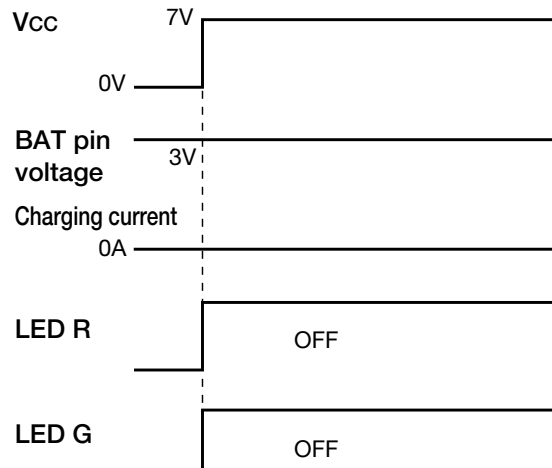 Vcc
7V
0V
BAT pin
voltage
3V
Charging current
0A
LED R
OFF
LED G
OFF